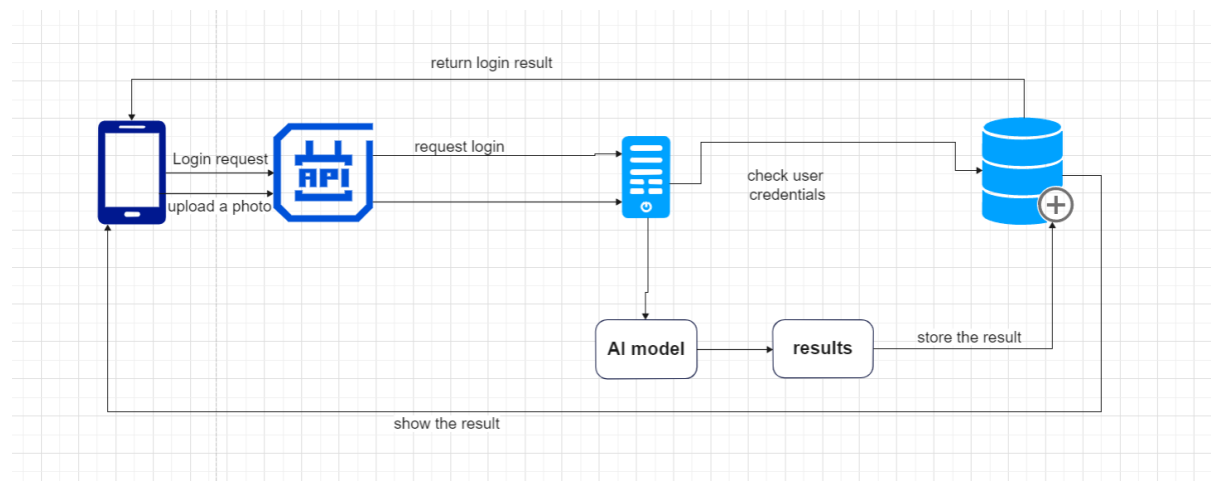 return login result
Login request
upload a photo
API
request login
check user
credentials
AI model
results
store the result
show the result